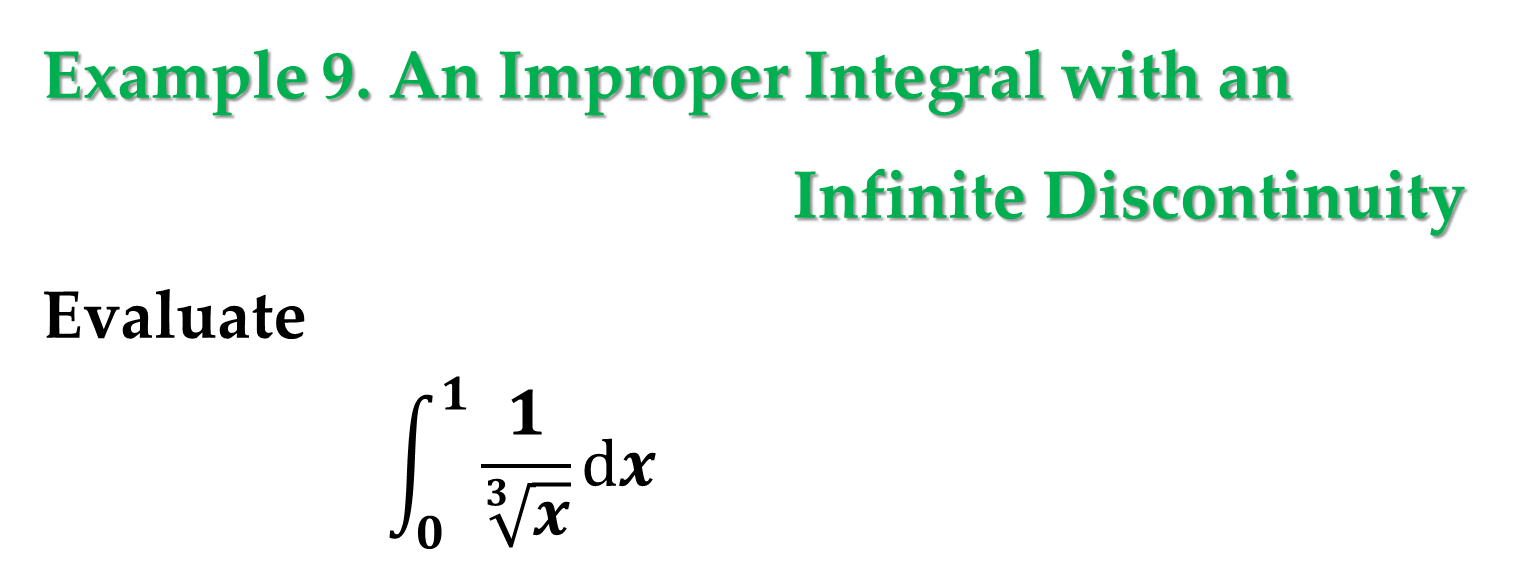 Example 9. An Improper Integral with an
Infinite Discontinuity
Evaluate
∫₀¹ 1/∛x dx